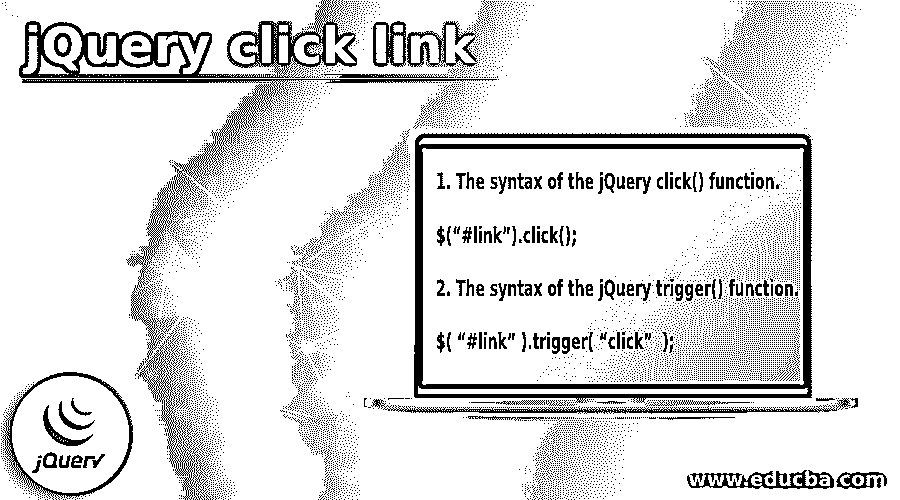 jQuery click link
1. The syntax of the jQuery click() function.
$(“#link”).click();
2. The syntax of the jQuery trigger() function.
$( “#link” ).trigger( “click”  );
jQuery
www.educba.com